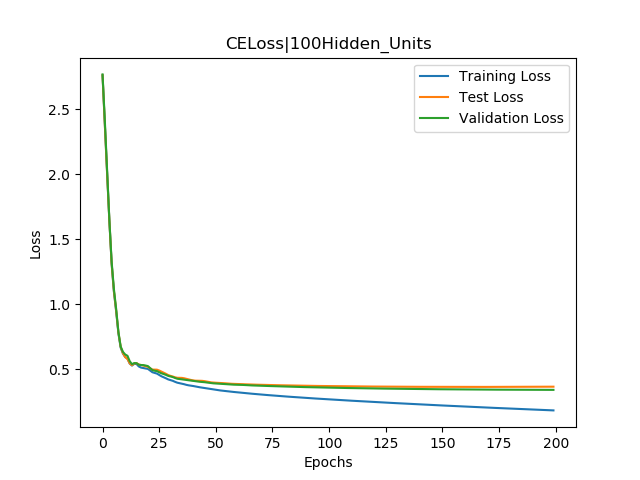 CELoss|100Hidden_Units
Training Loss
Test Loss
Validation Loss
Loss
2.5
2.0
1.5
1.0
0.5
0 25 50 75 100 125 150 175 200
Epochs